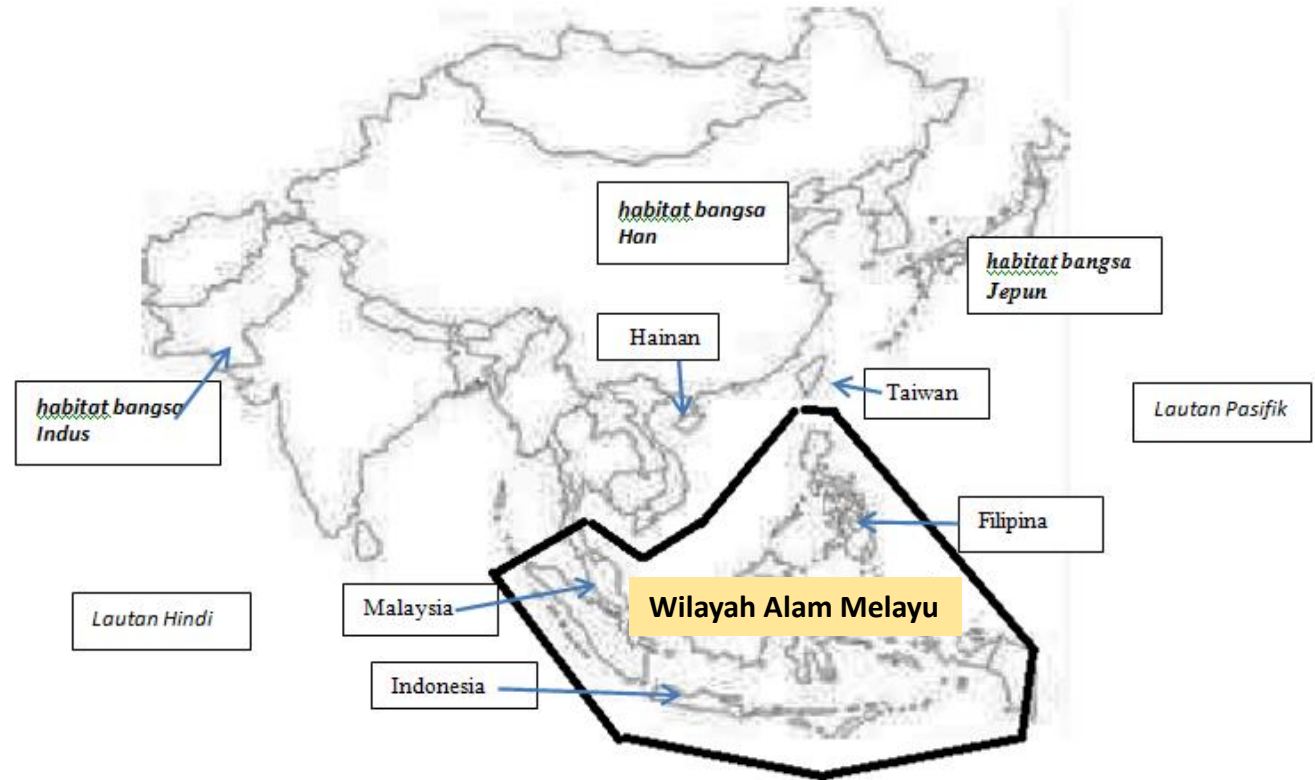 habitat bangsa
Han
habitat bangsa
Jepun
Hainan
Taiwan
habitat bangsa
Indus
Lautan Pasifik
Filipina
Wilayah Alam Melayu
Malaysia
Lautan Hindi
Indonesia